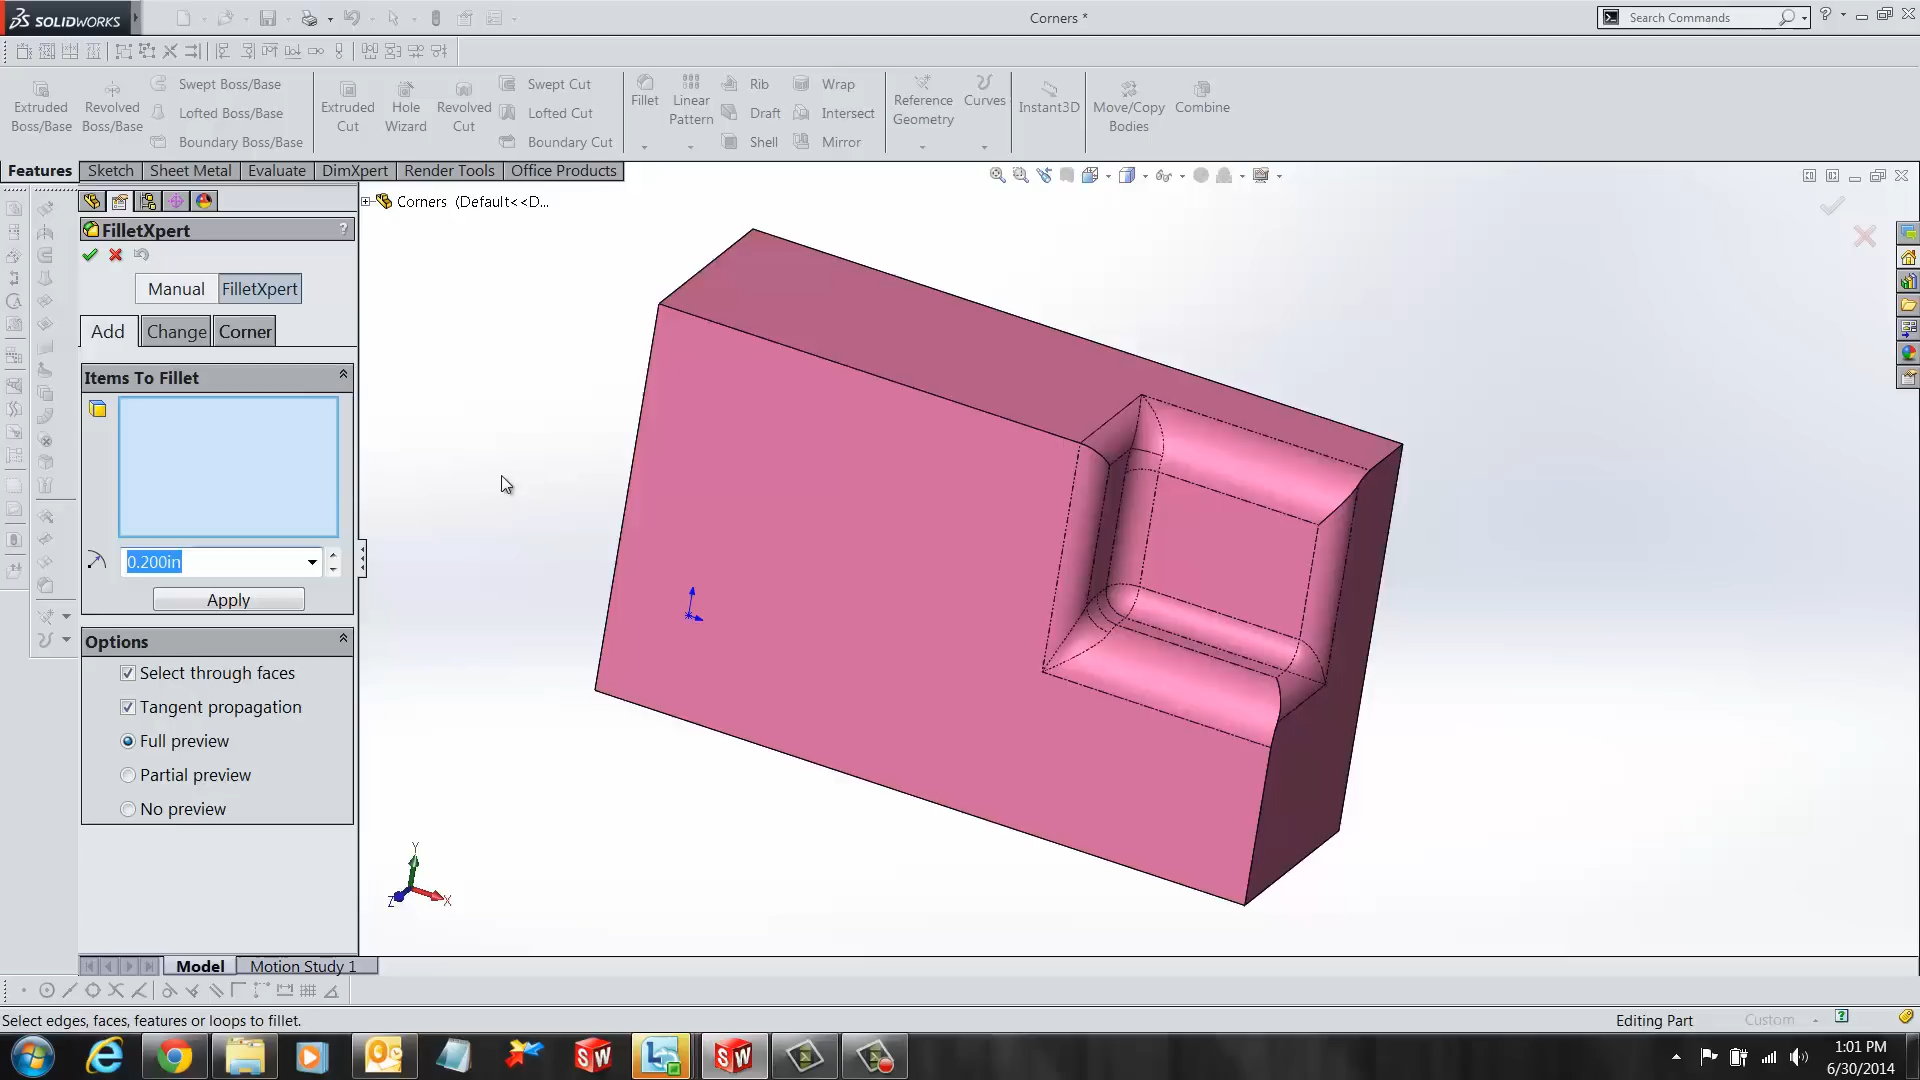 SOLIDWORKS
Corners *
Search Commands
Extruded Boss/Base
Revolved Boss/Base
Swept Boss/Base
Lofted Boss/Base
Boundary Boss/Base
Extruded Cut
Hole Wizard
Revolved Cut
Swept Cut
Lofted Cut
Boundary Cut
Fillet
Linear Pattern
Rib
Draft
Shell
Wrap
Intersect
Mirror
Reference Geometry
Curves
Instant3D
Move/Copy Bodies
Combine
Features
Sketch
Sheet Metal
Evaluate
DimXpert
Render Tools
Office Products
Corners (Default<<D...
FilletXpert
?
Manual
FilletXpert
Add
Change
Corner
Items To Fillet
0.200in
Apply
Options
Select through faces
Tangent propagation
Full preview
Partial preview
No preview
Y
Z
X
Model
Motion Study 1
Select edges, faces, features or loops to fillet.
Editing Part
Custom
1:01 PM
6/30/2014